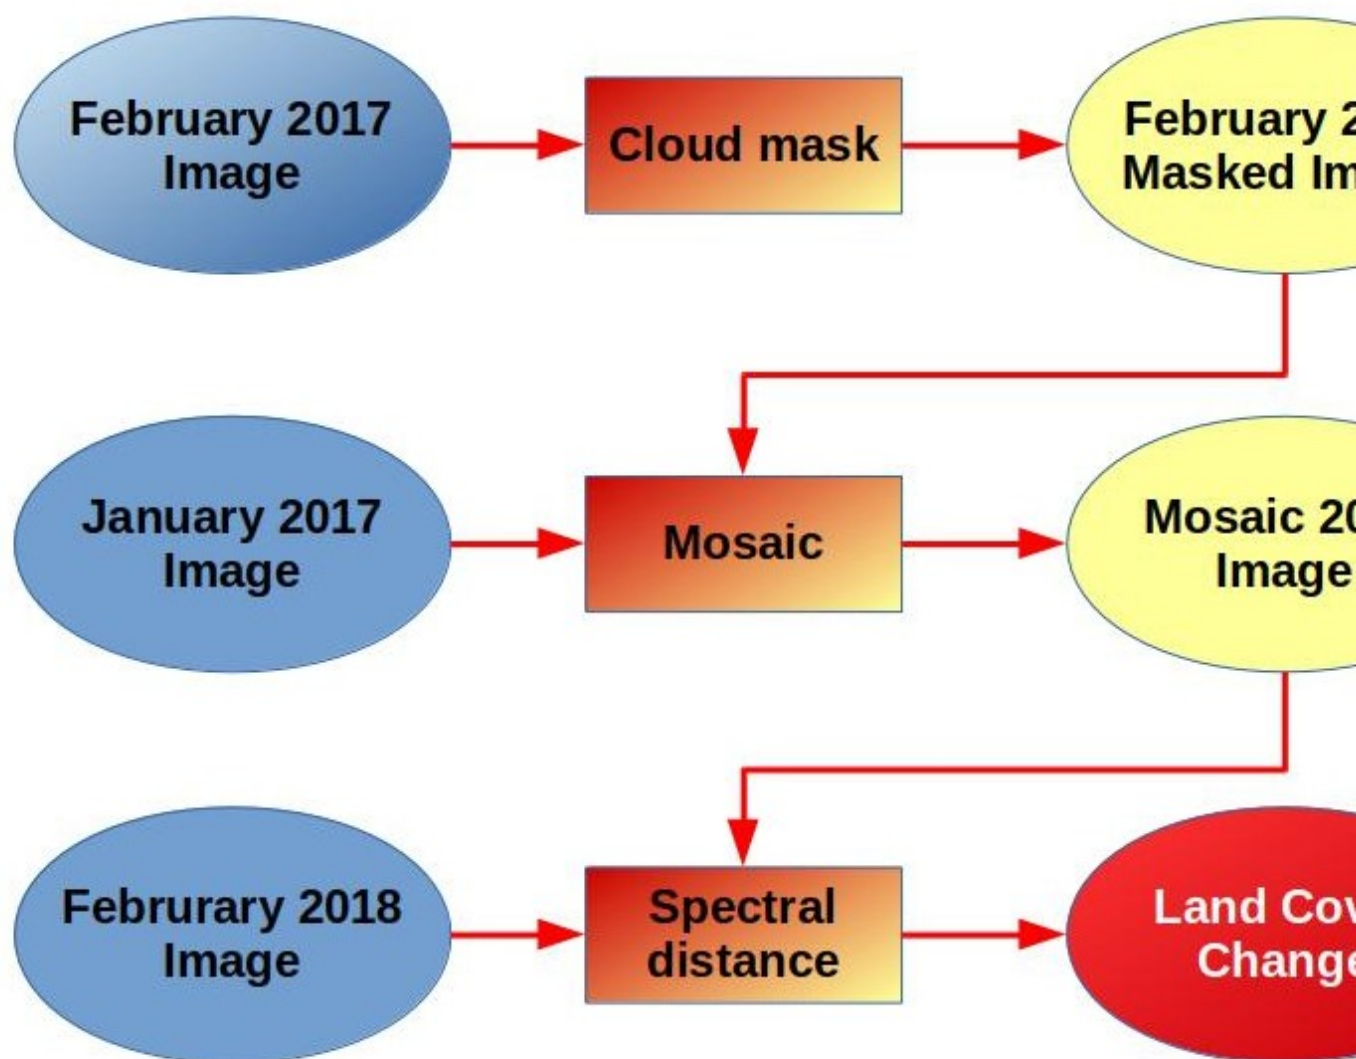 February 2017
Image
Cloud mask
February 2
Masked Im
January 2017
Image
Mosaic
Mosaic 20
Image
Februrary 2018
Image
Spectral
distance
Land Cov
Change